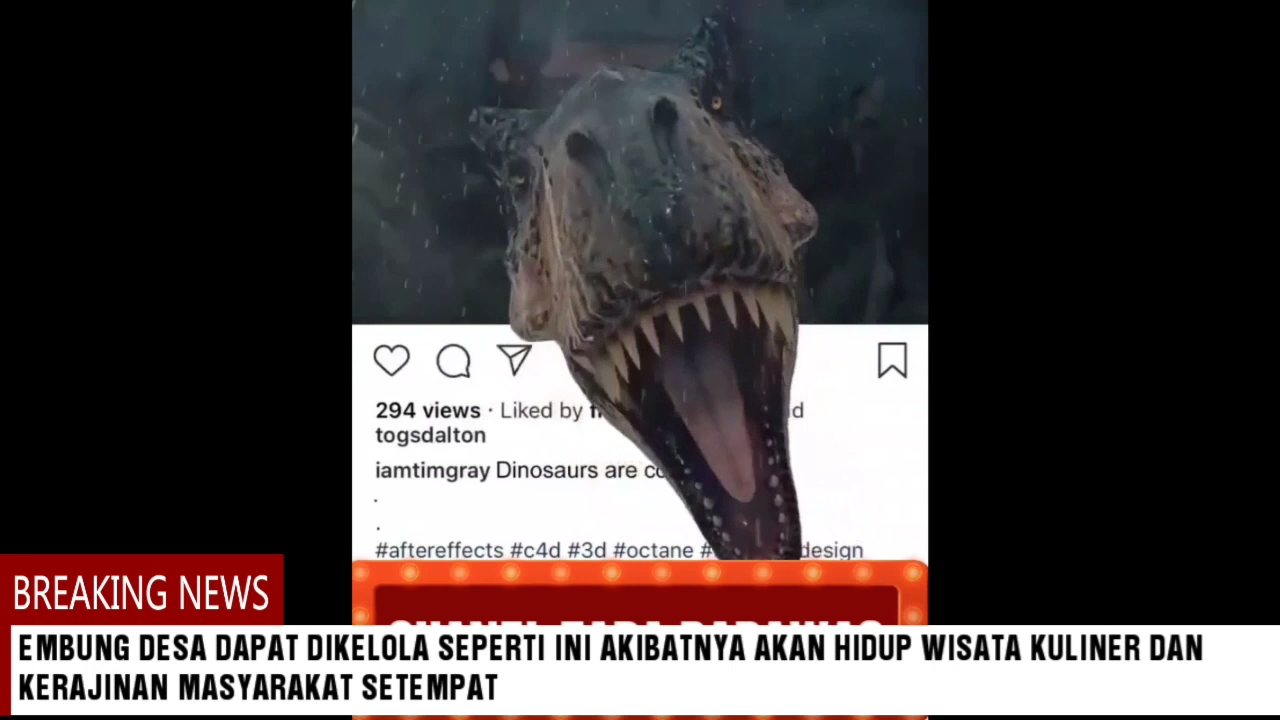 294 views · Liked by
togsdalton
iamtimgray Dinosaurs are
.
.
#aftereffects #c4d #3d #octane
BREAKING NEWS
EMBUNG DESA DAPAT DIKELOLA SEPERTI INI AKIBATNYA AKAN HIDUP WISATA KULINER DAN
KERAJINAN MASYARAKAT SETEMPAT